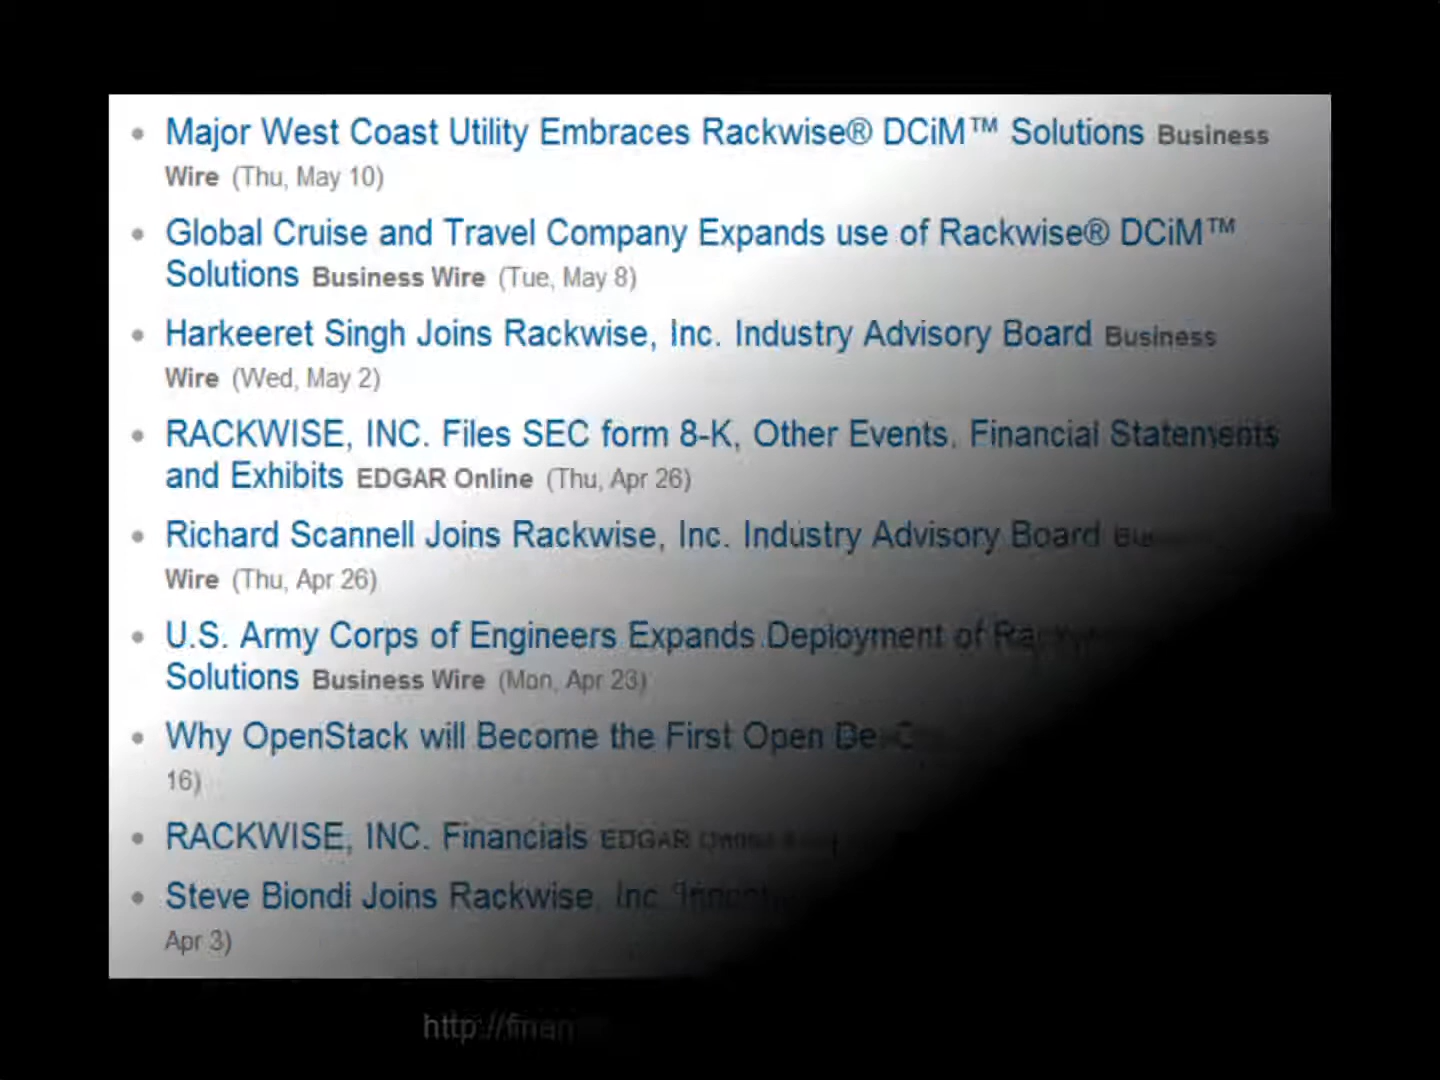 Major West Coast Utility Embraces Rackwise® DCiM™ Solutions Business
Wire (Thu, May 10)
Global Cruise and Travel Company Expands use of Rackwise® DCiM™
Solutions Business Wire (Tue, May 8)
Harkeeret Singh Joins Rackwise, Inc. Industry Advisory Board Business
Wire (Wed, May 2)
RACKWISE, INC. Files SEC form 8-K, Other Events, Financial Statements
and Exhibits EDGAR Online (Thu, Apr 26)
Richard Scannell Joins Rackwise, Inc. Industry Advisory Board
Wire (Thu, Apr 26)
U.S. Army Corps of Engineers Expands Deployment of
Solutions Business Wire (Mon, Apr 23)
Why OpenStack will Become the First Open
16)
RACKWISE, INC. Financials EDGAR
Steve Biondi Joins Rackwise, Inc
Apr 3)